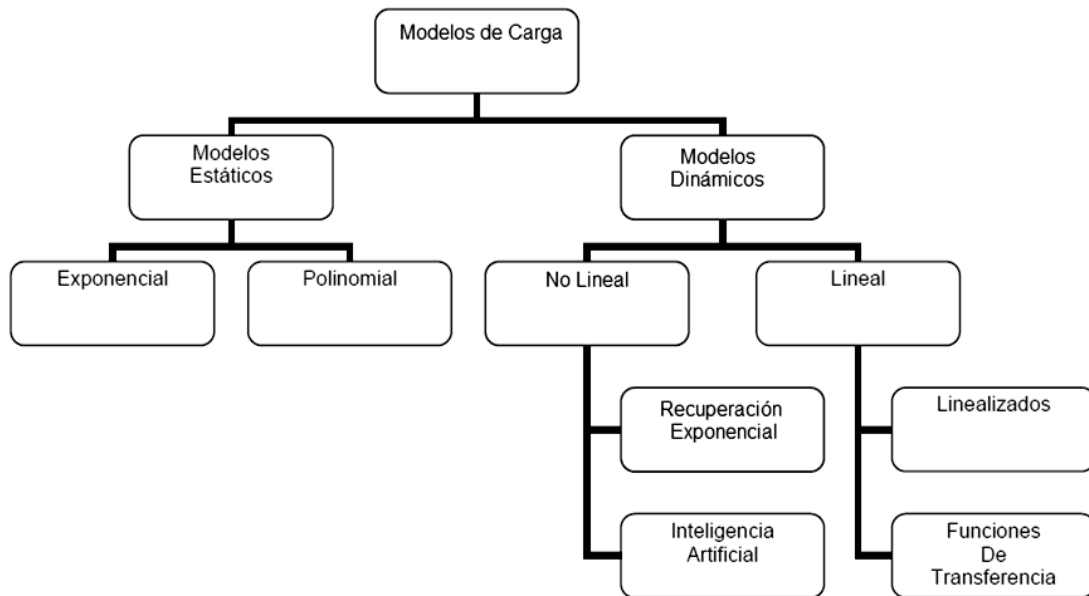 Modelos de Carga
Modelos
Estáticos
Modelos
Dinámicos
Exponencial
Polinomial
No Lineal
Lineal
Recuperación
Exponencial
Linealizados
Inteligencia
Artificial
Funciones
De
Transferencia